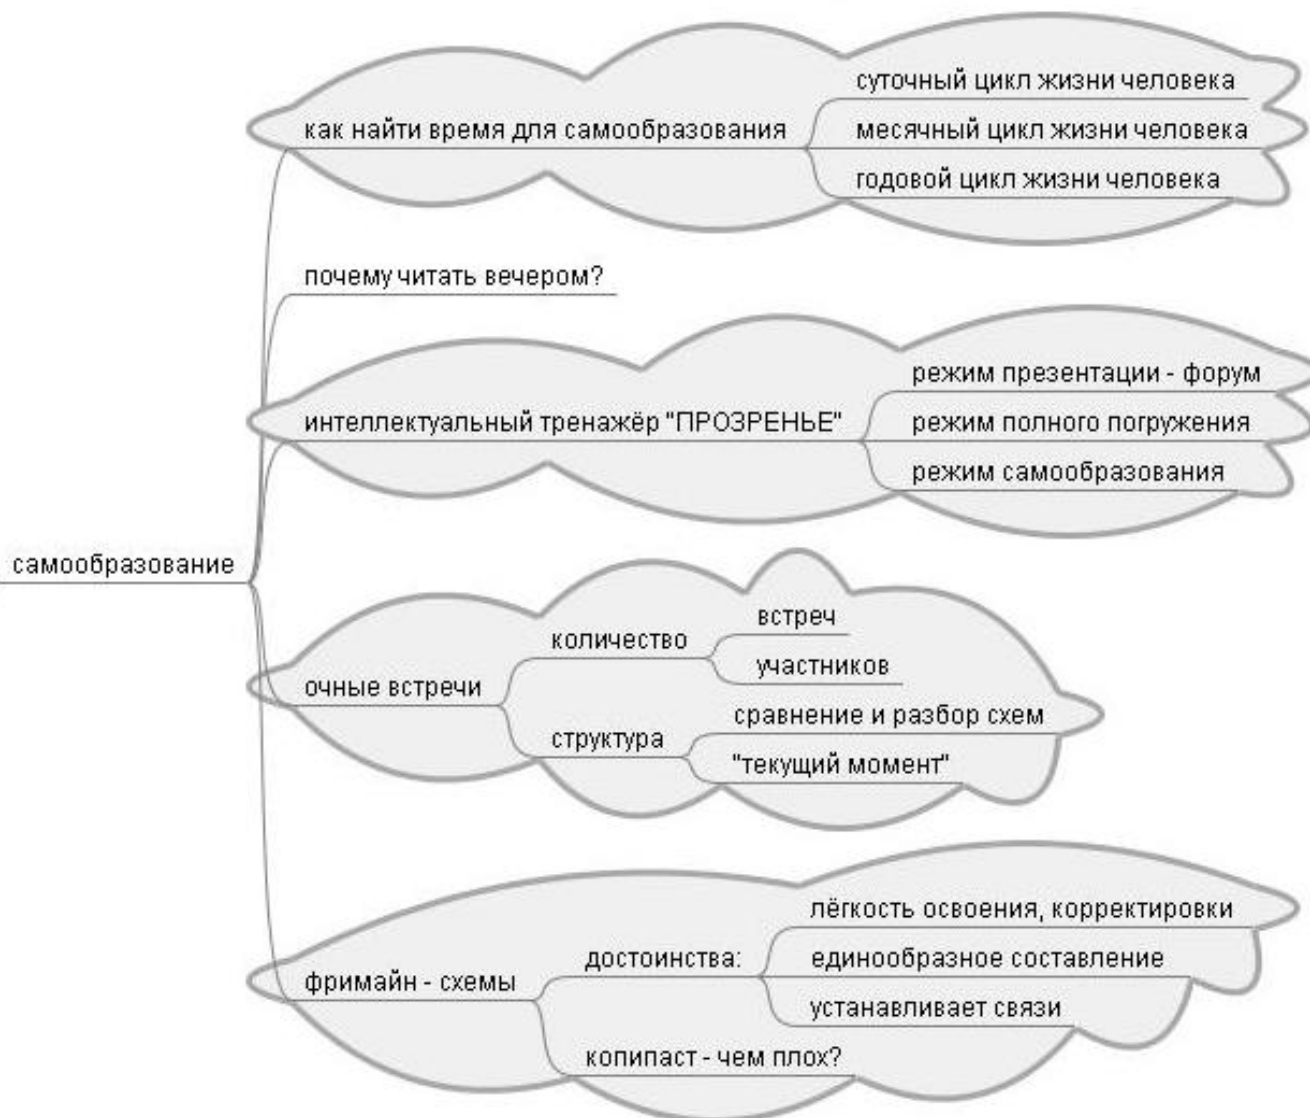 самообразование
как найти время для самообразования
суточный цикл жизни человека
месячный цикл жизни человека
годовой цикл жизни человека
почему читать вечером?
интеллектуальный тренажёр "ПРОЗРЕНЬЕ"
режим презентации - форум
режим полного погружения
режим самообразования
очные встречи
количество
встреч
участников
структура
сравнение и разбор схем
"текущий момент"
фримайн - схемы
достоинства:
лёгкость освоения, корректировки
единообразное составление
устанавливает связи
копипаст - чем плох?